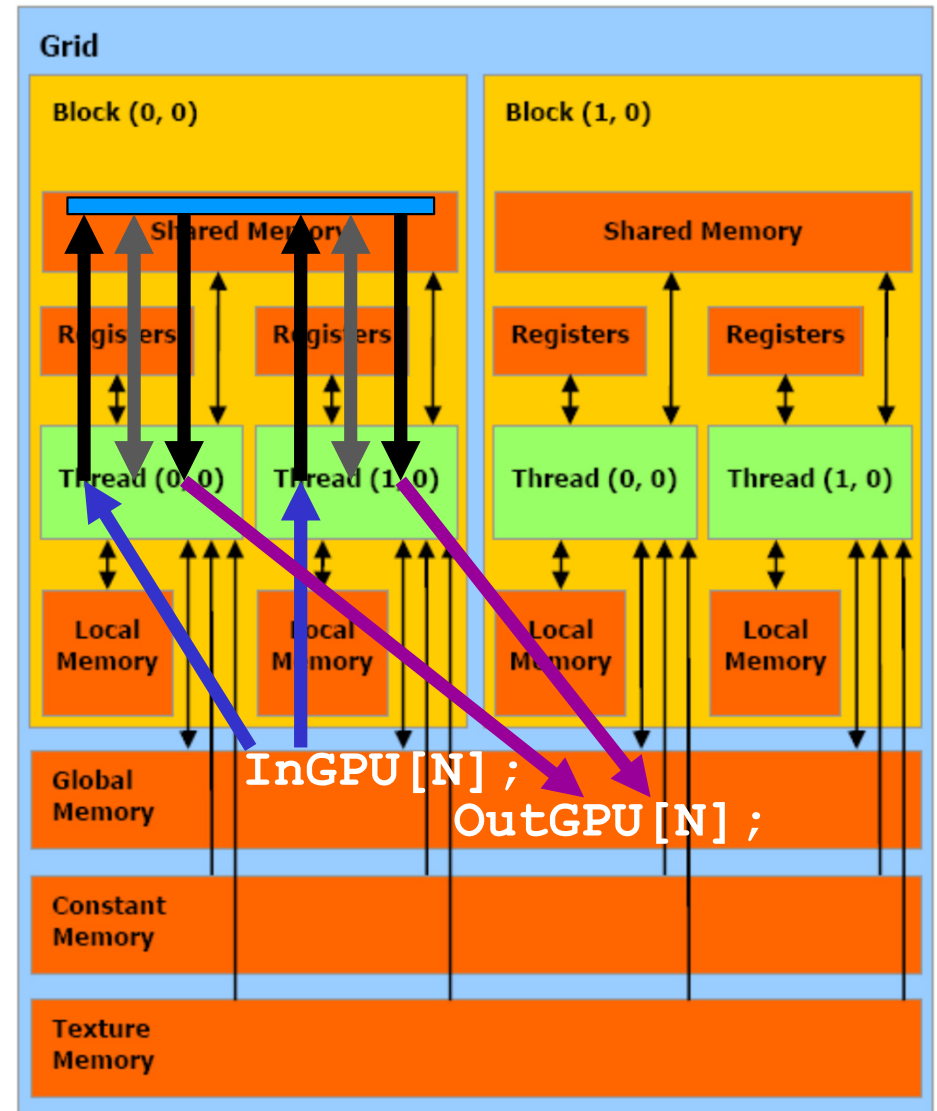 Grid
Block (0, 0)
Block (1, 0)
Shared Memory
Shared Memory
Registers
Registers
Registers
Registers
Thread (0, 0)
Thread (1, 0)
Thread (0, 0)
Thread (1, 0)
Local
Memory
Local
Memory
Local
Memory
Local
Memory
InGPU[N];
Global
Memory
OutGPU[N];
Constant
Memory
Texture
Memory